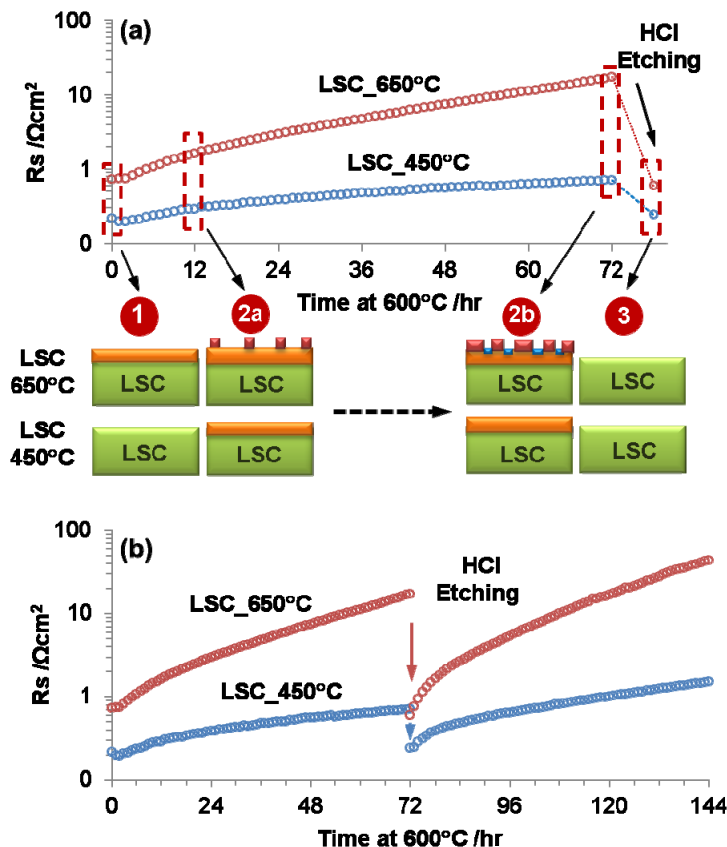 (a)
HCl
Etching
100
10
1
0
Rs /Ωcm²
LSC_650°C
LSC_450°C
0 12 24 36 48 60 72
Time at 600°C /hr
1 2a 2b 3
LSC
650°C
LSC LSC LSC LSC
LSC
450°C
LSC LSC LSC LSC
(b)
HCl
Etching
100
10
1
0
Rs /Ωcm²
LSC_650°C
LSC_450°C
0 24 48 72 96 120 144
Time at 600°C /hr